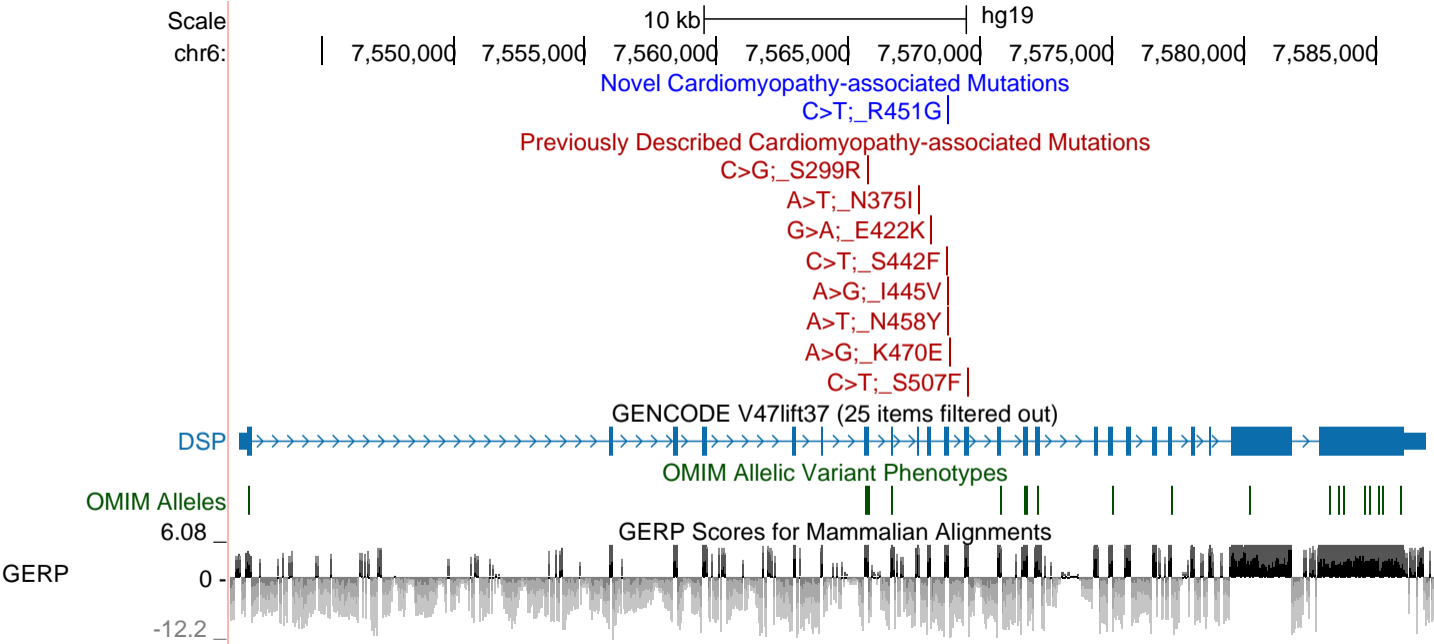 Scale 10 kb hg19
chr6: 7,550,000 7,555,000 7,560,000 7,565,000 7,570,000 7,575,000 7,580,000 7,585,000
Novel Cardiomyopathy-associated Mutations
C>T;_R451G
Previously Described Cardiomyopathy-associated Mutations
C>G;_S299R
A>T;_N375I
G>A;_E422K
C>T;_S442F
A>G;_I445V
A>T;_N458Y
A>G;_K470E
C>T;_S507F
GENCODE V47lift37 (25 items filtered out)
DSP
OMIM Allelic Variant Phenotypes
OMIM Alleles
6.08 _ GERP Scores for Mammalian Alignments
GERP 0 -
-12.2 _